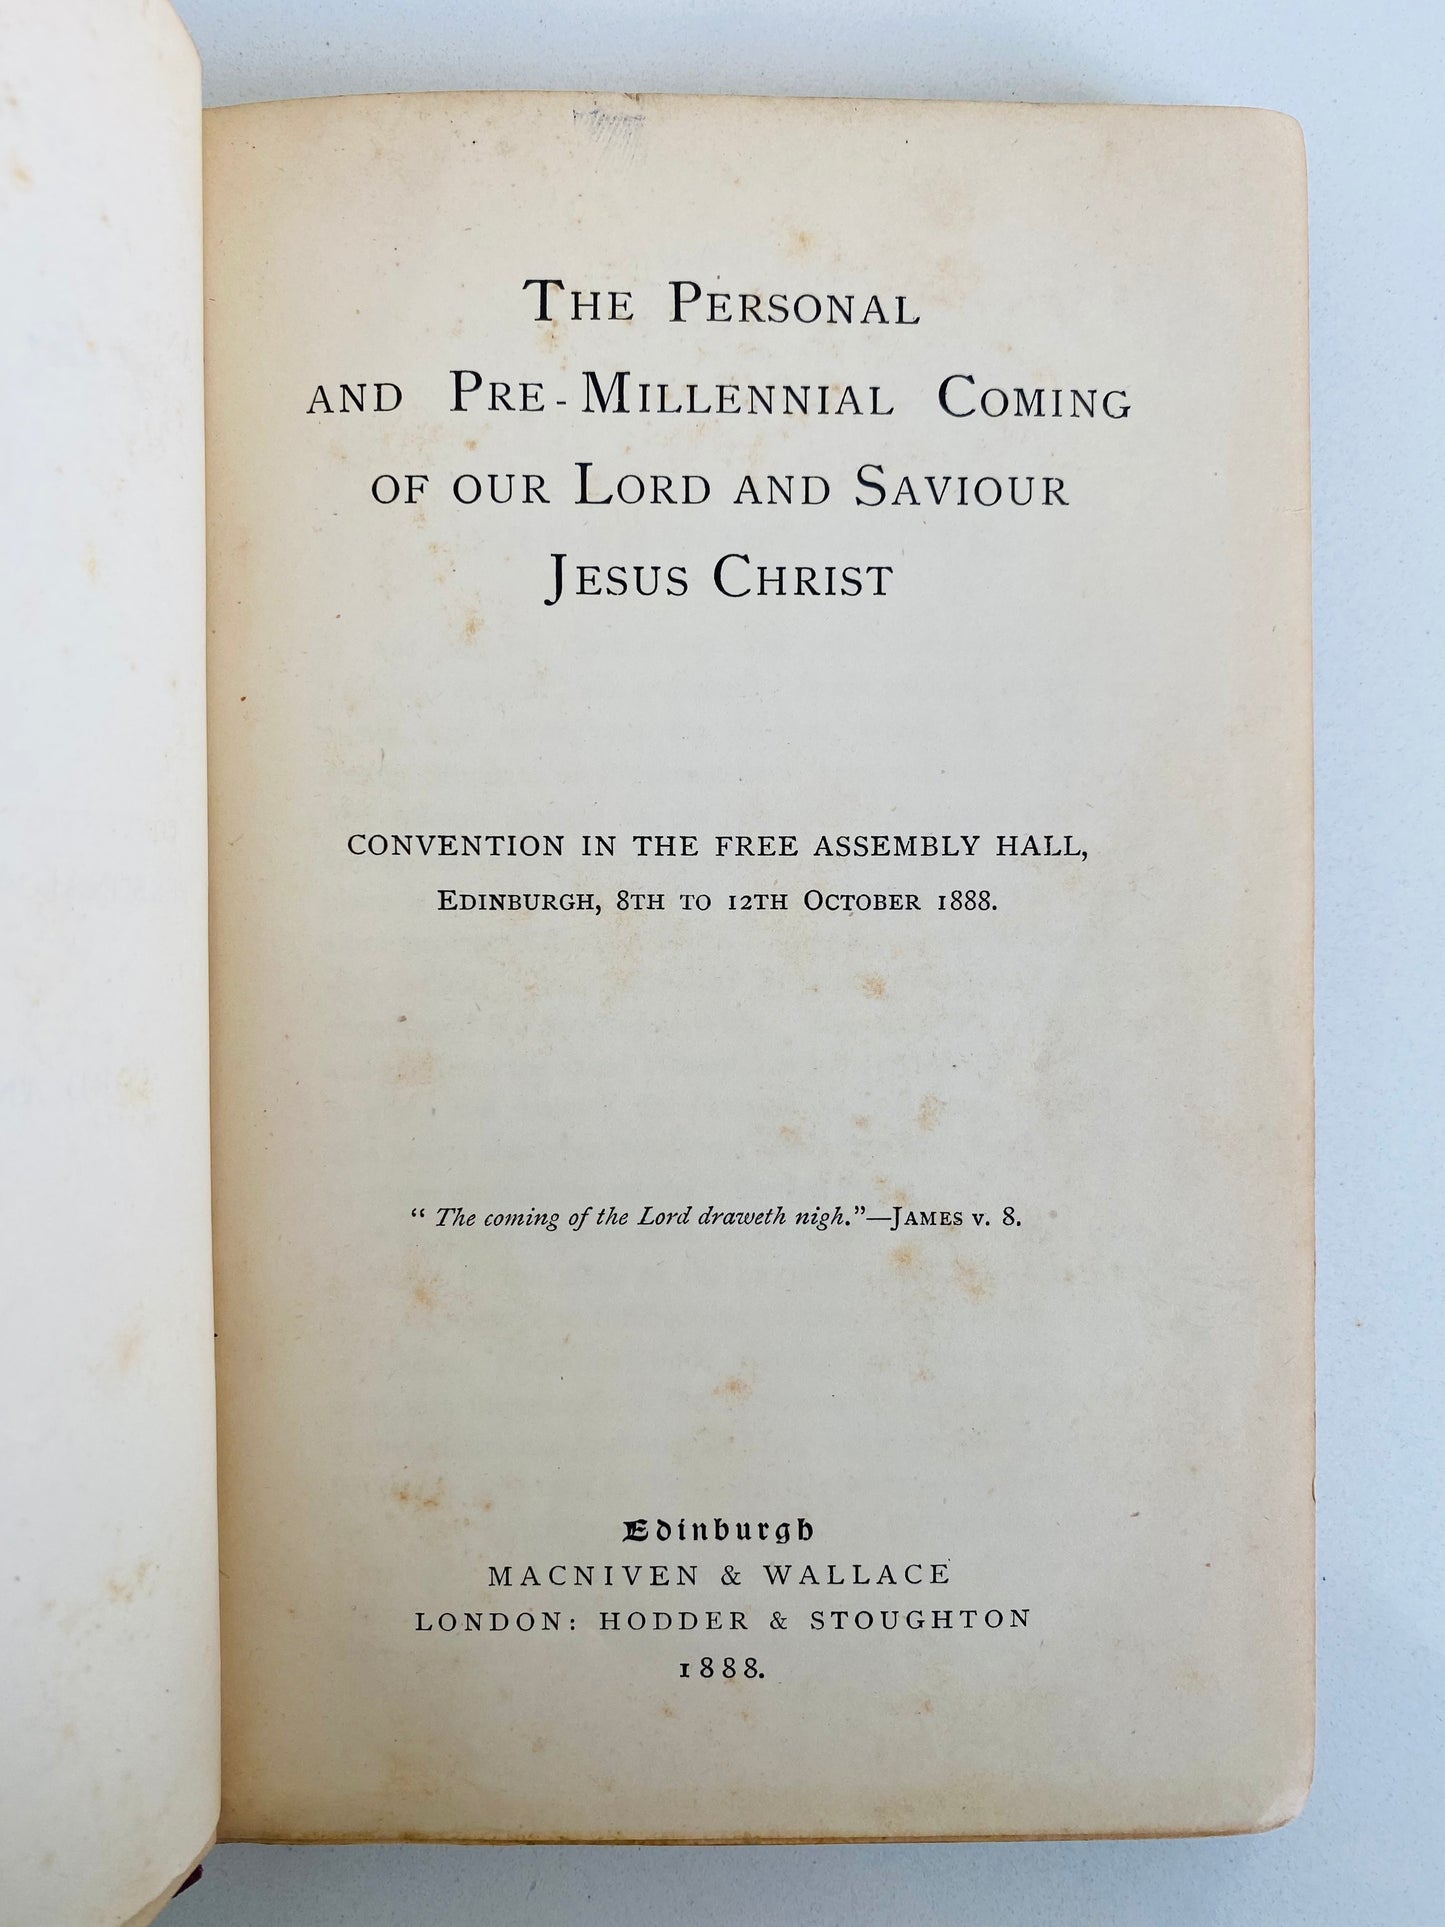 The Personal
and Pre-Millennial Coming
of our Lord and Saviour
Jesus Christ
CONVENTION IN THE FREE ASSEMBLY HALL,
Edinburgh, 8th to 12th October 1888.
“The coming of the Lord draweth nigh.”—James v. 8.
Edinburgh
MACNIVEN & WALLACE
LONDON: HODDER & STOUGHTON
1888.